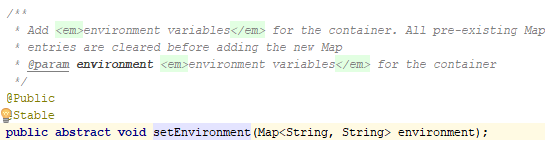 /**
* Add <em>environment variables</em> for the container. All pre-existing Map
* entries are cleared before adding the new Map
* @param environment <em>environment variables</em> for the container
*/
@Public
@Stable
public abstract void setEnvironment(Map<String, String> environment);